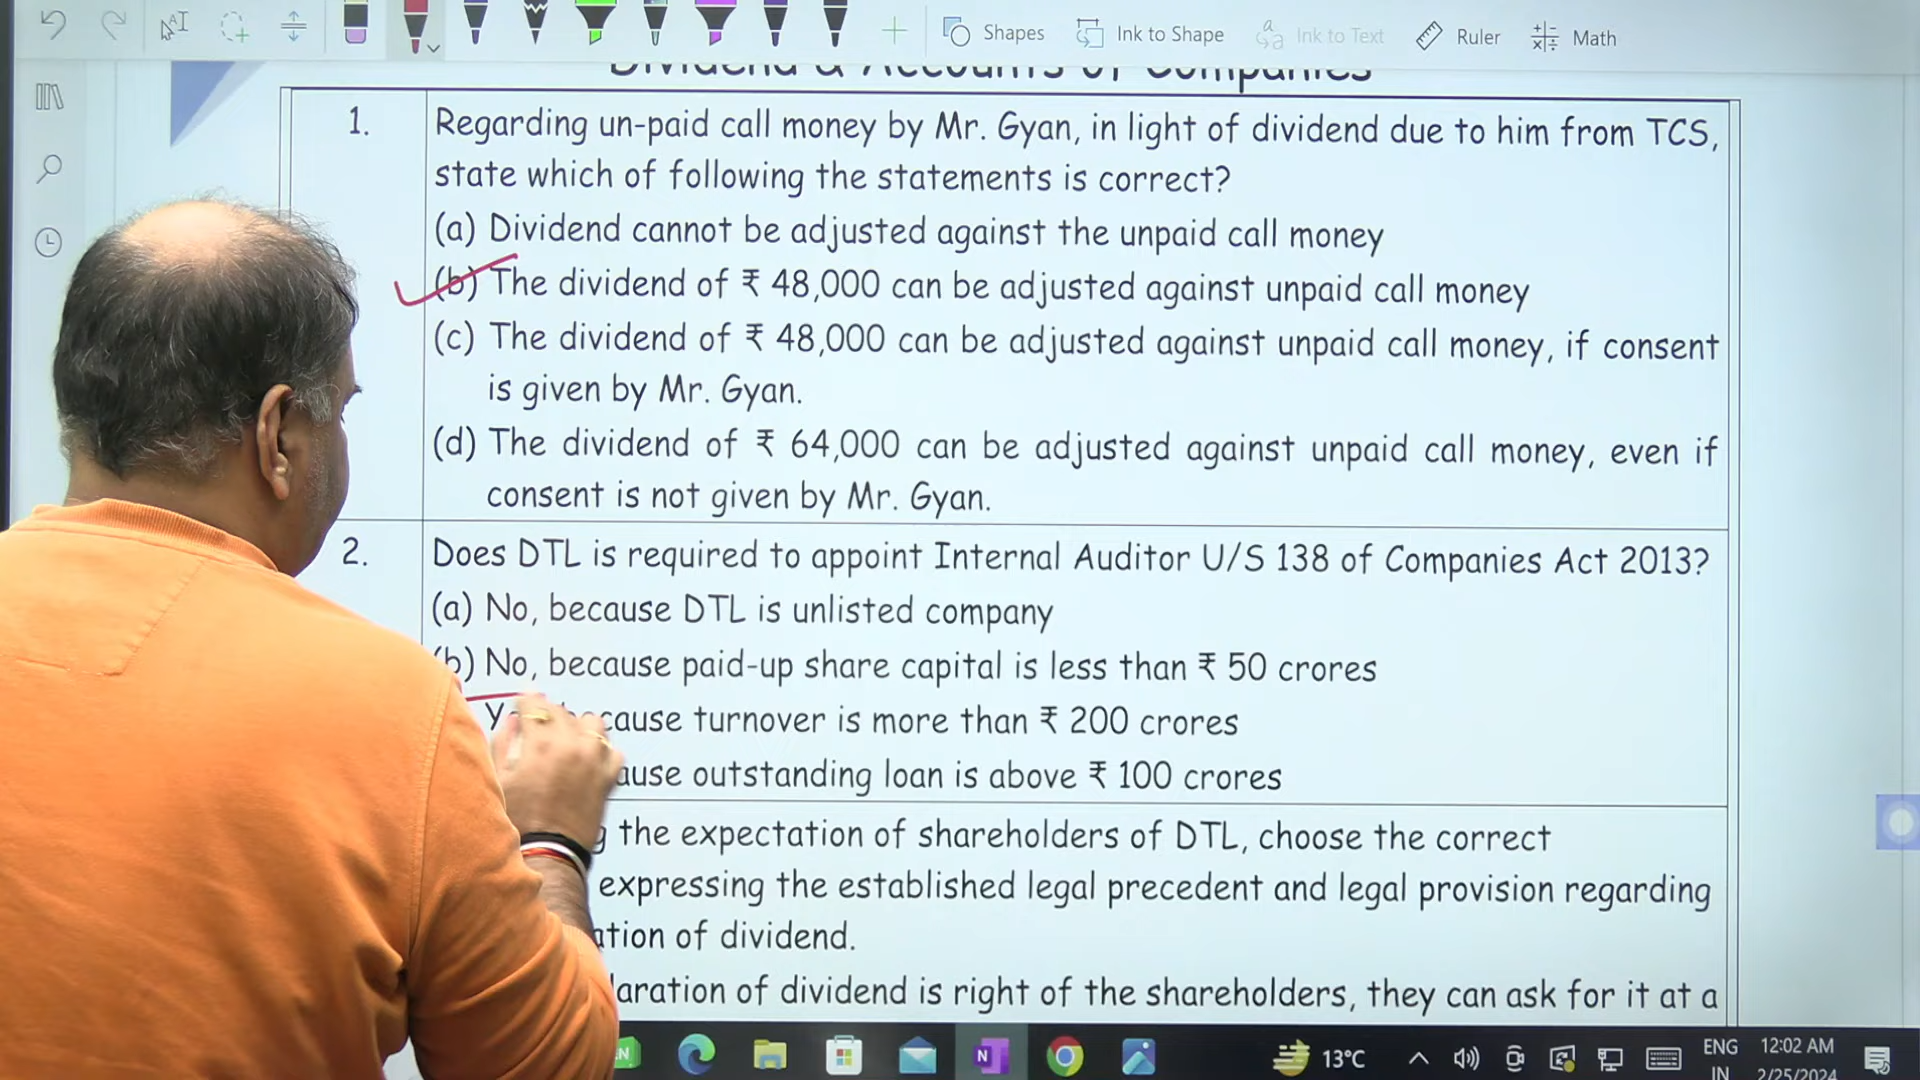 Shapes
Ink to Shape
Ink to Text
Ruler
Math
Dividend & Accounts of Companies
1. Regarding un-paid call money by Mr. Gyan, in light of dividend due to him from TCS,
state which of following the statements is correct?
(a) Dividend cannot be adjusted against the unpaid call money
(b) The dividend of ₹ 48,000 can be adjusted against unpaid call money
(c) The dividend of ₹ 48,000 can be adjusted against unpaid call money, if consent
is given by Mr. Gyan.
(d) The dividend of ₹ 64,000 can be adjusted against unpaid call money, even if
consent is not given by Mr. Gyan.
2. Does DTL is required to appoint Internal Auditor U/S 138 of Companies Act 2013?
(a) No, because DTL is unlisted company
(b) No, because paid-up share capital is less than ₹ 50 crores
turnover is more than ₹ 200 crores
outstanding loan is above ₹ 100 crores
the expectation of shareholders of DTL, choose the correct
expressing the established legal precedent and legal provision regarding
of dividend.
of dividend is right of the shareholders, they can ask for it at a
13°C
ENG
IN
12:02 AM
2/25/2024